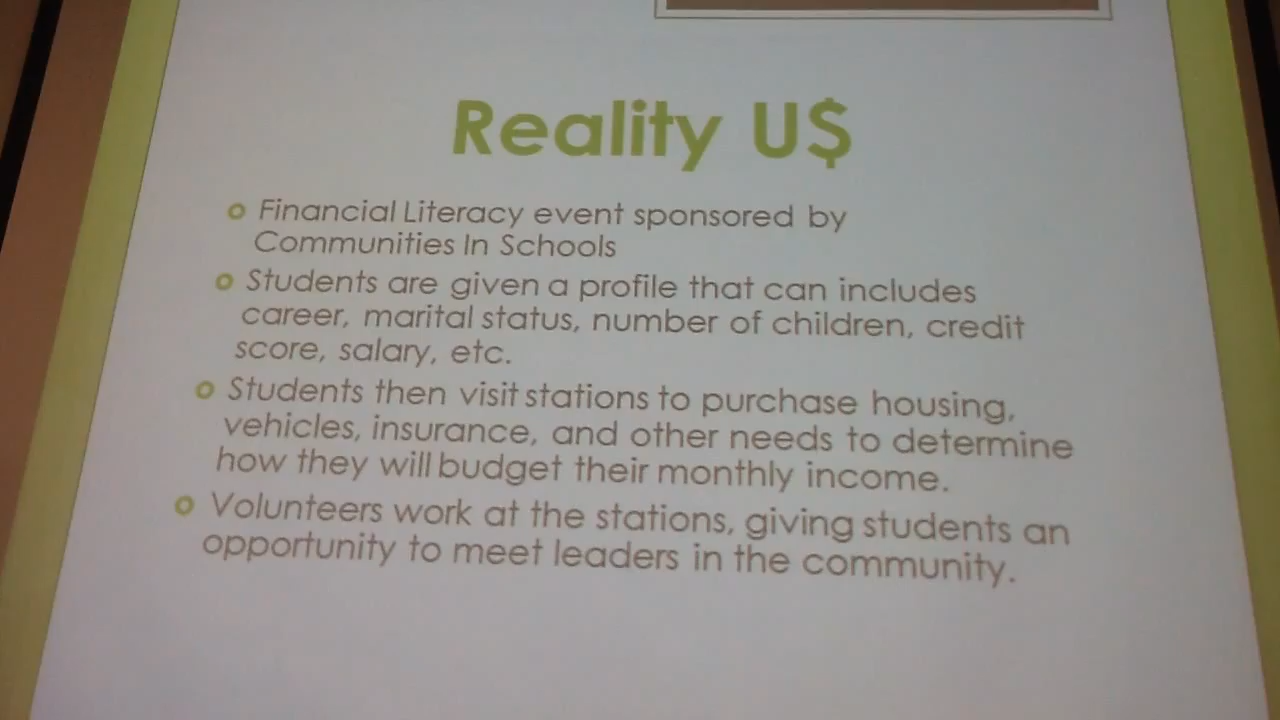 Reality U$
Financial Literacy event sponsored by
Communities In Schools
Students are given a profile that can includes
career, marital status, number of children, credit
score, salary, etc.
Students then visit stations to purchase housing,
vehicles, insurance, and other needs to determine
how they will budget their monthly income.
Volunteers work at the stations, giving students an
opportunity to meet leaders in the community.